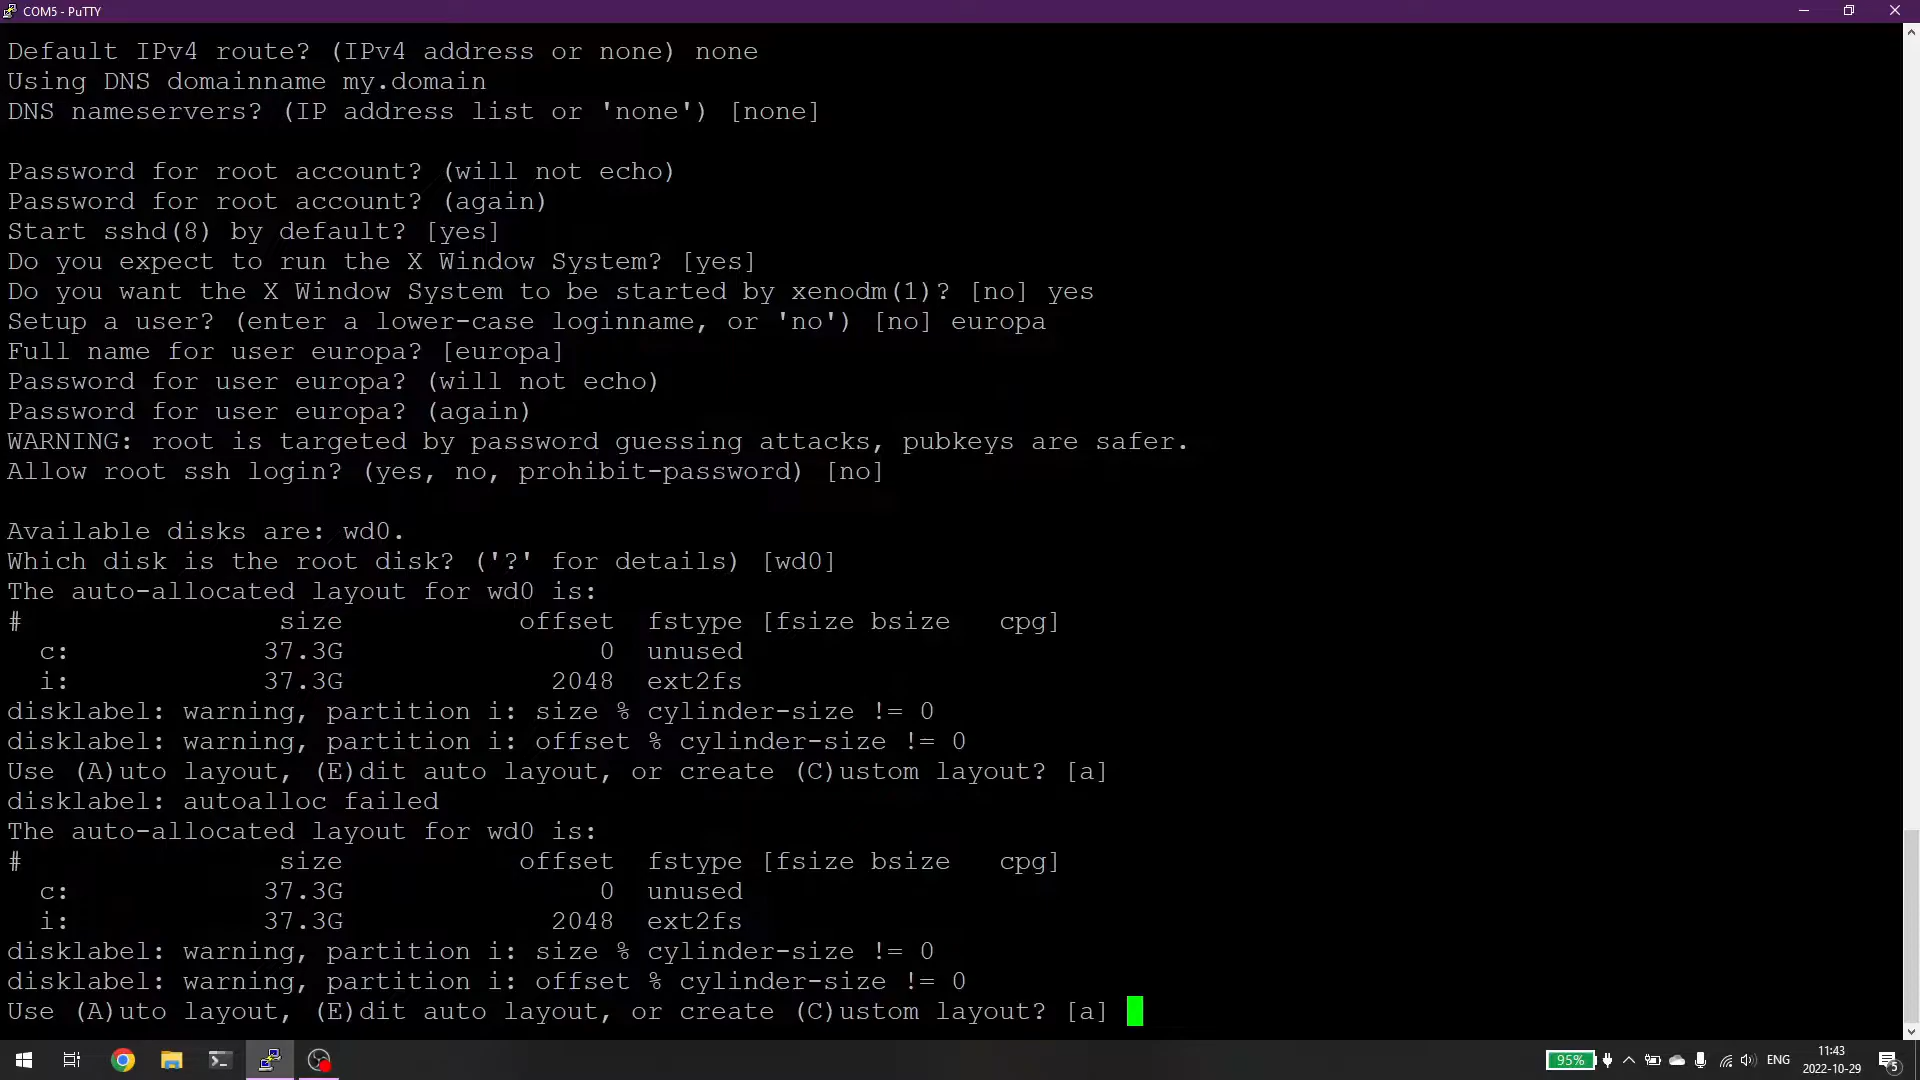 COM5 - PuTTY
Default IPv4 route? (IPv4 address or none) none
Using DNS domainname my.domain
DNS nameservers? (IP address list or 'none') [none]
Password for root account? (will not echo)
Password for root account? (again)
Start sshd(8) by default? [yes]
Do you expect to run the X Window System? [yes]
Do you want the X Window System to be started by xenodm(1)? [no] yes
Setup a user? (enter a lower-case loginname, or 'no') [no] europa
Full name for user europa? [europa]
Password for user europa? (will not echo)
Password for user europa? (again)
WARNING: root is targeted by password guessing attacks, pubkeys are safer.
Allow root ssh login? (yes, no, prohibit-password) [no]
Available disks are: wd0.
Which disk is the root disk? ('?' for details) [wd0]
The auto-allocated layout for wd0 is:
#                size           offset  fstype [fsize bsize   cpg]
  c:            37.3G                0  unused
  i:            37.3G             2048  ext2fs
disklabel: warning, partition i: size % cylinder-size != 0
disklabel: warning, partition i: offset % cylinder-size != 0
Use (A)uto layout, (E)dit auto layout, or create (C)ustom layout? [a]
disklabel: autoalloc failed
The auto-allocated layout for wd0 is:
#                size           offset  fstype [fsize bsize   cpg]
  c:            37.3G                0  unused
  i:            37.3G             2048  ext2fs
disklabel: warning, partition i: size % cylinder-size != 0
disklabel: warning, partition i: offset % cylinder-size != 0
Use (A)uto layout, (E)dit auto layout, or create (C)ustom layout? [a]
95%
ENG
11:43
2022-10-29
5